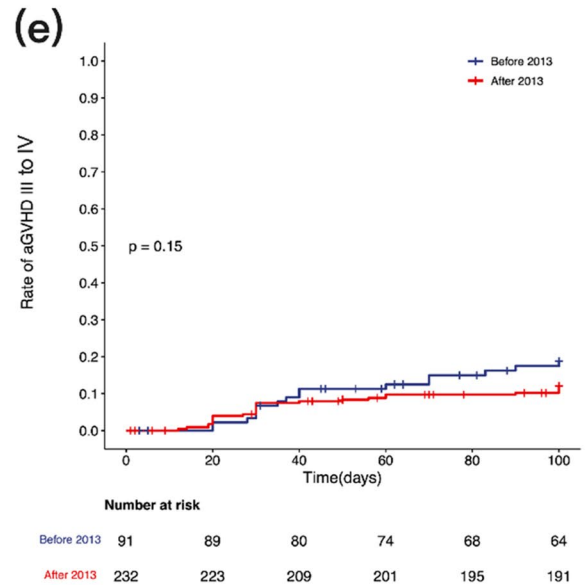 (e)
Rate of aGVHD III to IV
1.0
0.9
0.8
0.7
0.6
0.5
0.4
0.3
0.2
0.1
0.0
Before 2013
After 2013
p = 0.15
0 20 40 60 80 100
Time(days)
Number at risk
Before 2013 91 89 80 74 68 64
After 2013 232 223 209 201 195 191